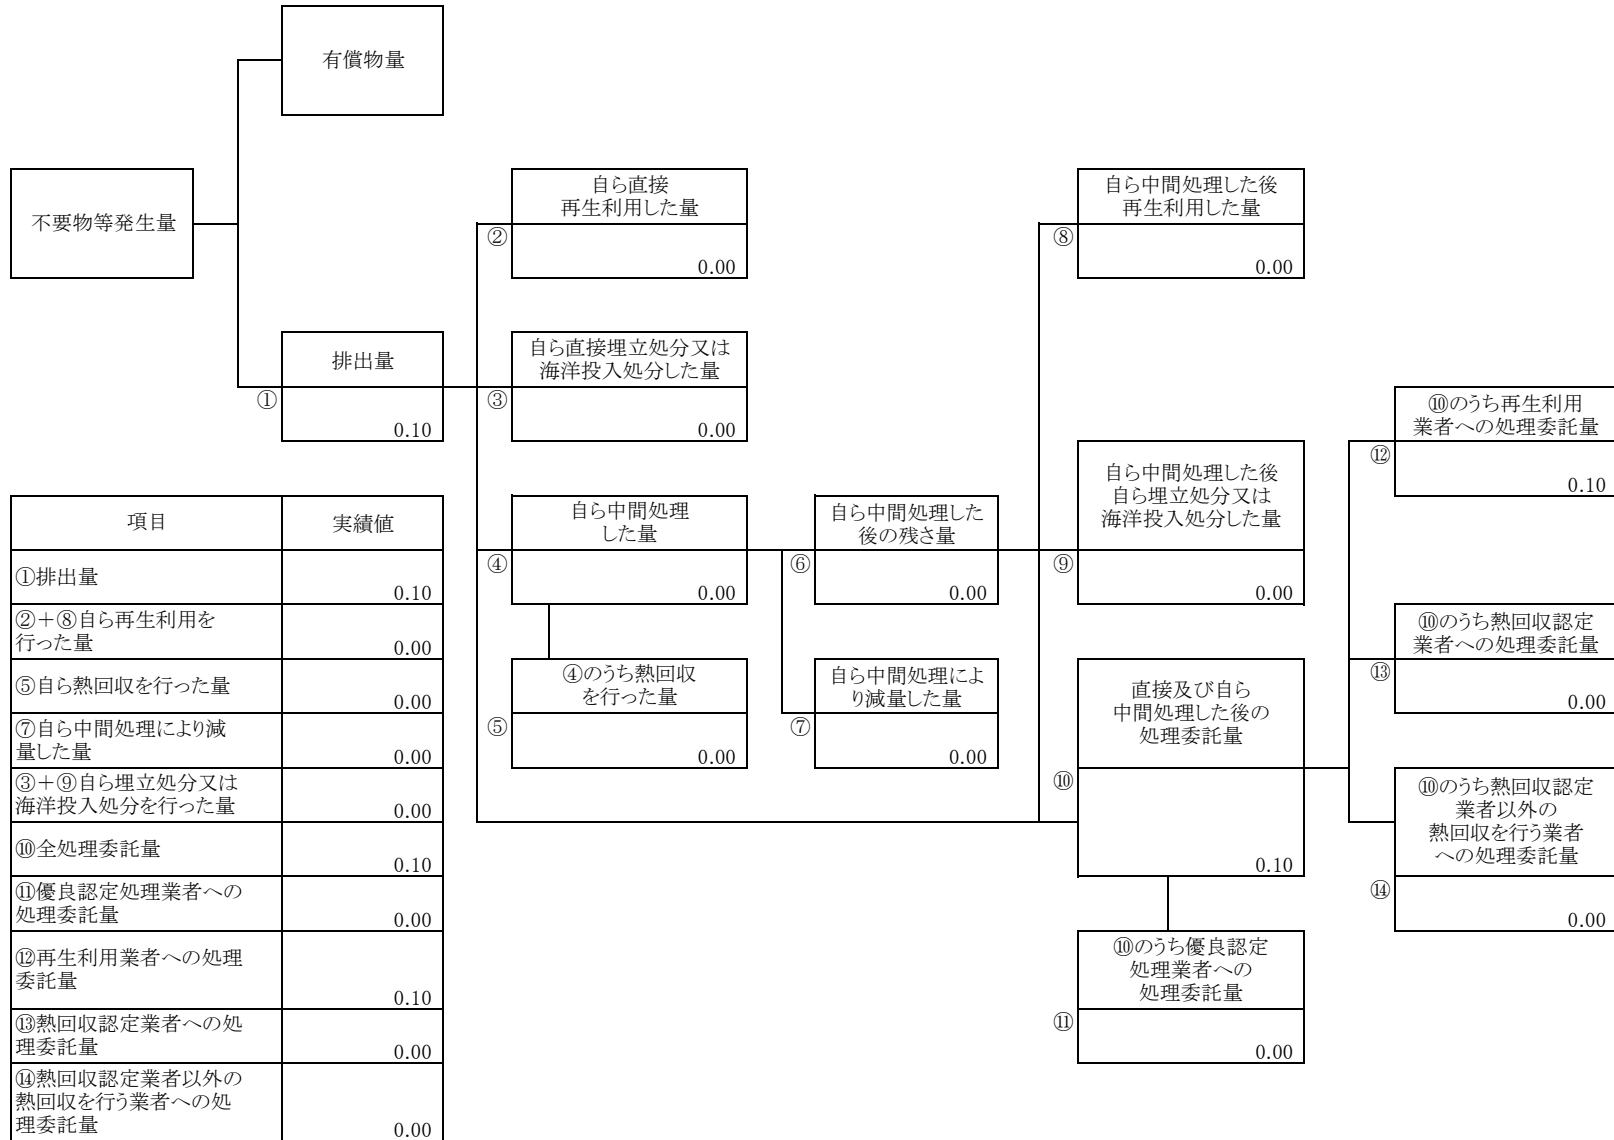 有償物量
不要物等発生量
自ら直接
再生利用した量
②
0.00
自ら中間処理した後
再生利用した量
⑧
0.00
排出量
①
0.10
自ら直接埋立処分又は
海洋投入処分した量
③
0.00
⑩のうち再生利用
業者への処理委託量
⑫
0.10
自ら中間処理
した量
④
0.00
自ら中間処理した
後の残さ量
⑥
0.00
自ら中間処理した後
自ら埋立処分又は
海洋投入処分した量
⑨
0.00
⑩のうち熱回収認定
業者への処理委託量
⑬
0.00
④のうち熱回収
を行った量
⑤
0.00
自ら中間処理によ
り減量した量
⑦
0.00
直接及び自ら
中間処理した後の
処理委託量
⑩
0.10
⑩のうち熱回収認定
業者以外の
熱回収を行う業者
への処理委託量
⑭
0.00
⑩のうち優良認定
処理業者への
処理委託量
⑪
0.00
項目 実績値
①排出量
0.10
②+⑧自ら再生利用を
行った量 0.00
⑤自ら熱回収を行った量
0.00
⑦自ら中間処理により減
量した量 0.00
③+⑨自ら埋立処分又は
海洋投入処分を行った量 0.00
⑩全処理委託量
0.10
⑪優良認定処理業者への
処理委託量 0.00
⑫再生利用業者への処理
委託量
0.10
⑬熱回収認定業者への処
理委託量 0.00
⑭熱回収認定業者以外の
熱回収を行う業者への処
理委託量 0.00